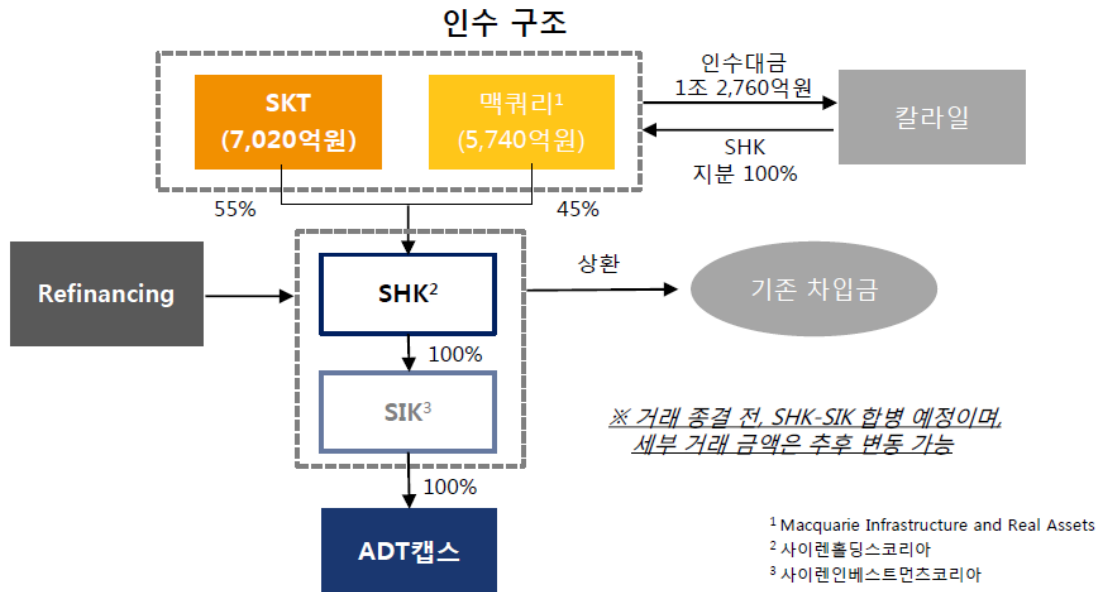 인수 구조
SKT
(7,020억원)
맥쿼리¹
(5,740억원)
인수대금
1조 2,760억원
칼라일
SHK
지분 100%
55%
45%
Refinancing
SHK²
상환
기존 차입금
100%
SIK³
※ 거래 종결 전, SHK-SIK 합병 예정이며,
세부 거래 금액은 추후 변동 가능
100%
ADT캡스
¹ Macquarie Infrastructure and Real Assets
² 사이렌홀딩스코리아
³ 사이렌인베스트먼츠코리아